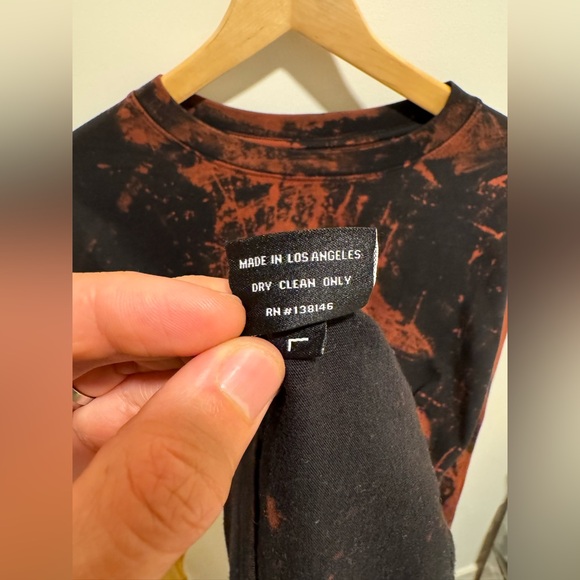 MADE IN LOS ANGELES
DRY CLEAN ONLY
RN #138146
L